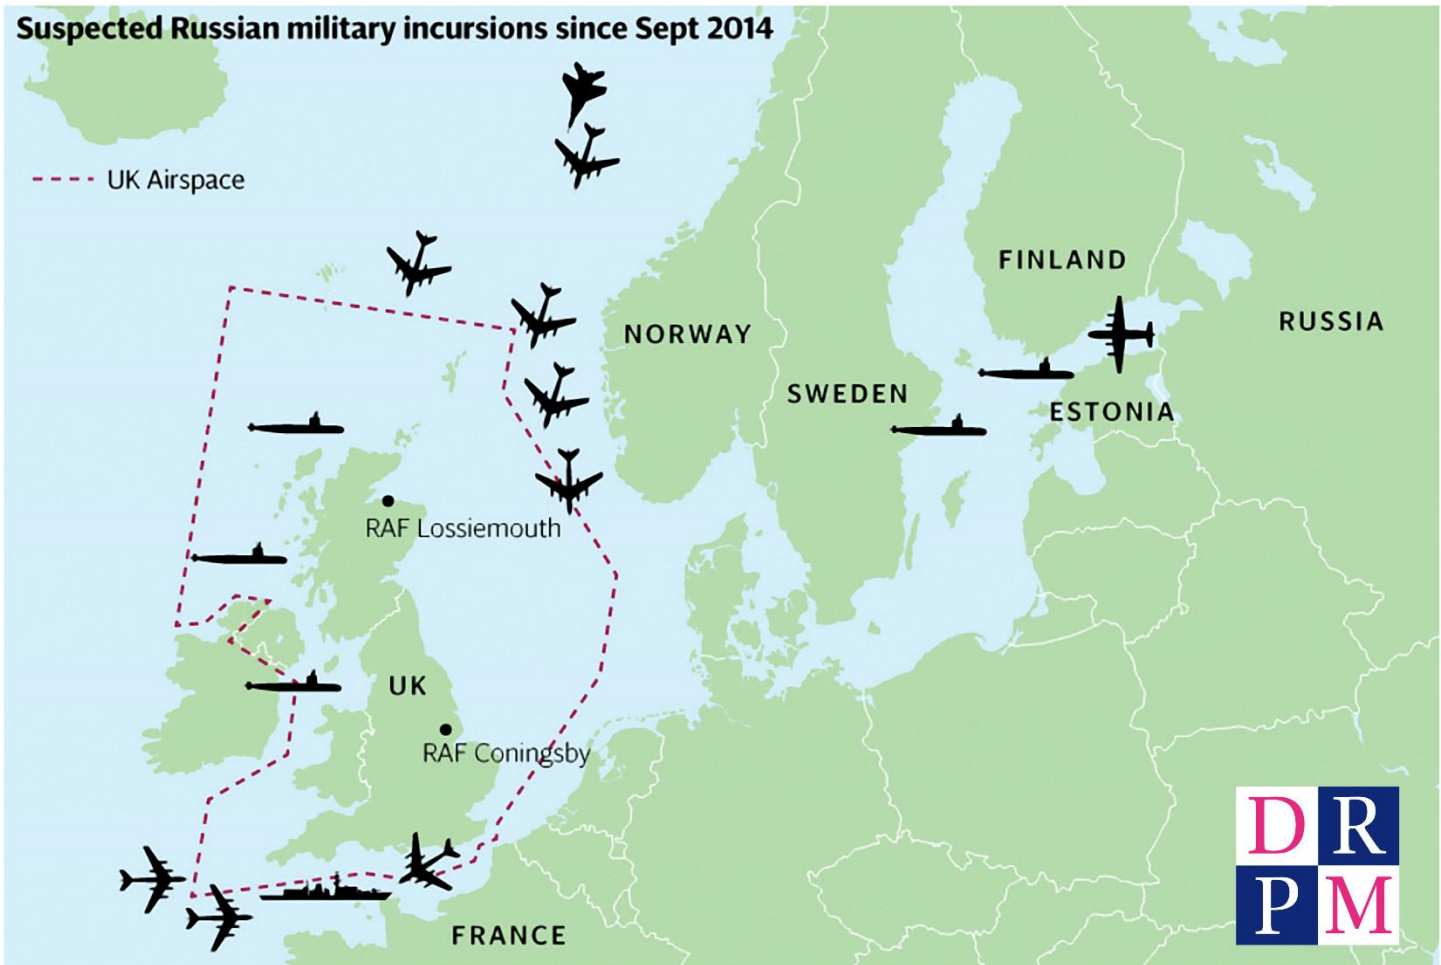 Suspected Russian military incursions since Sept 2014
UK Airspace
FINLAND
RUSSIA
NORWAY
SWEDEN
ESTONIA
RAF Lossiemouth
UK
RAF Coningsby
FRANCE
D R
P M